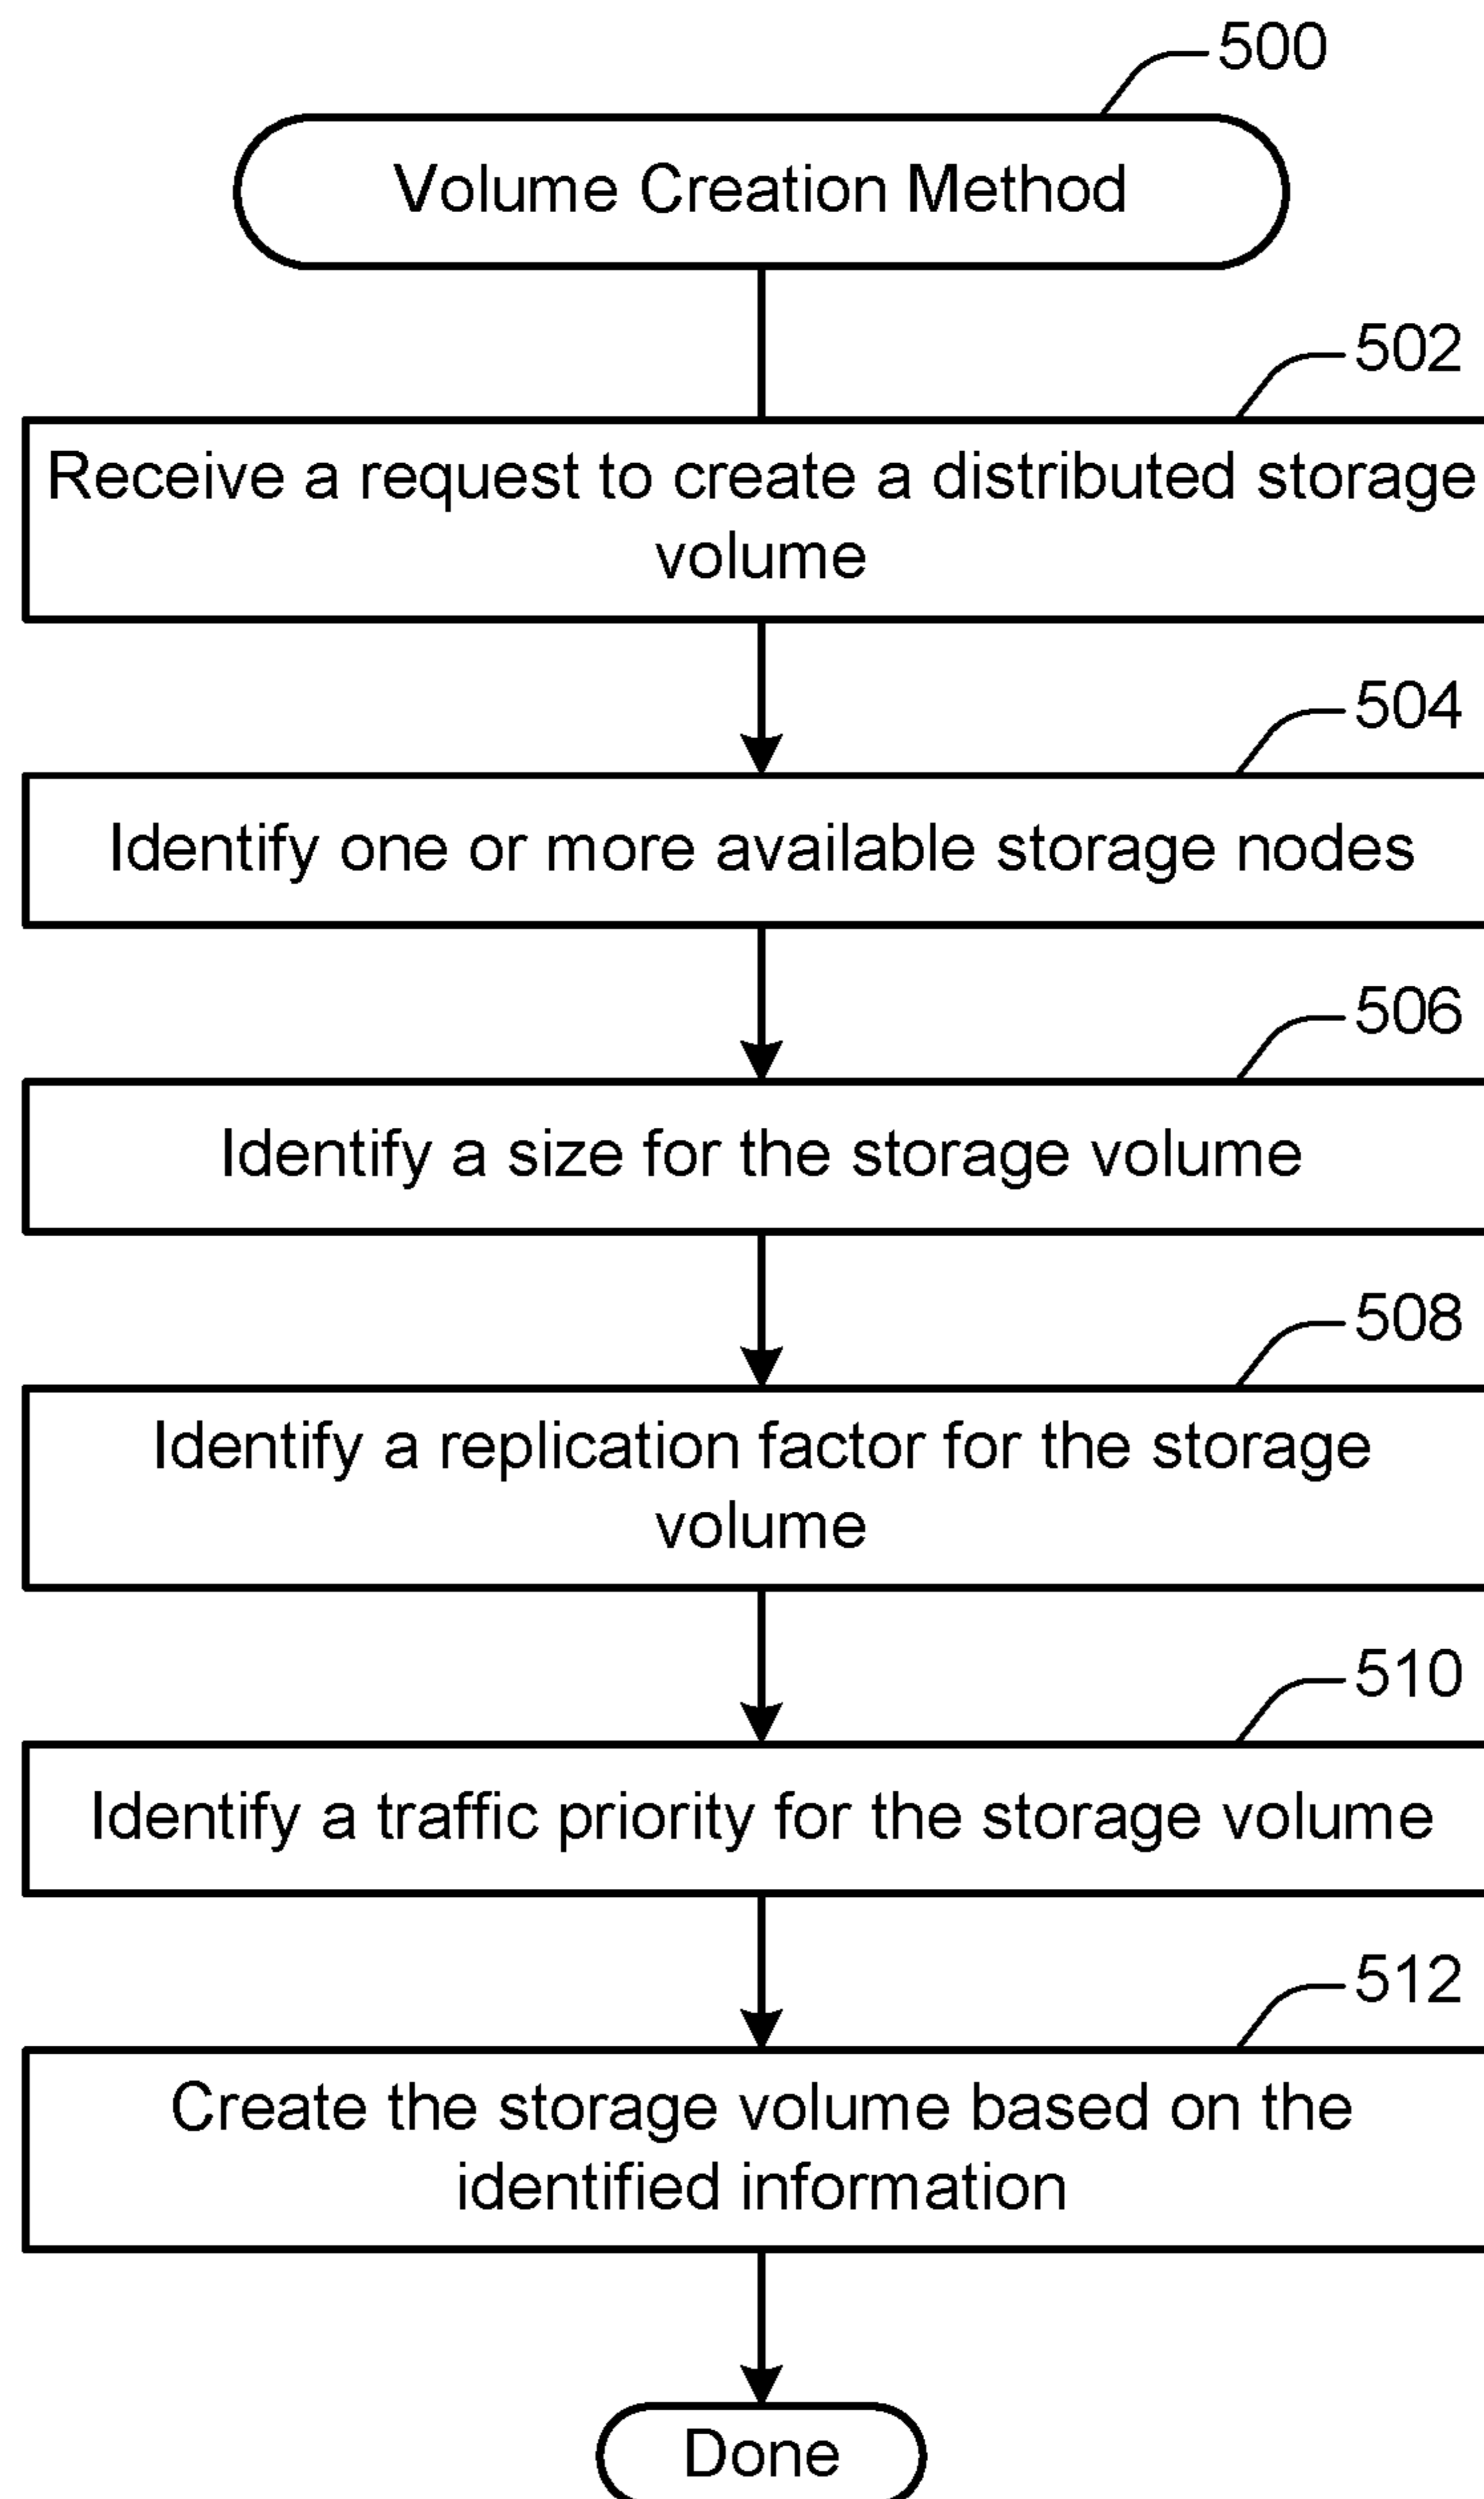 500
Volume Creation Method
502
Receive a request to create a distributed storage
volume
504
Identify one or more available storage nodes
506
Identify a size for the storage volume
508
Identify a replication factor for the storage
volume
510
Identify a traffic priority for the storage volume
512
Create the storage volume based on the
identified information
Done